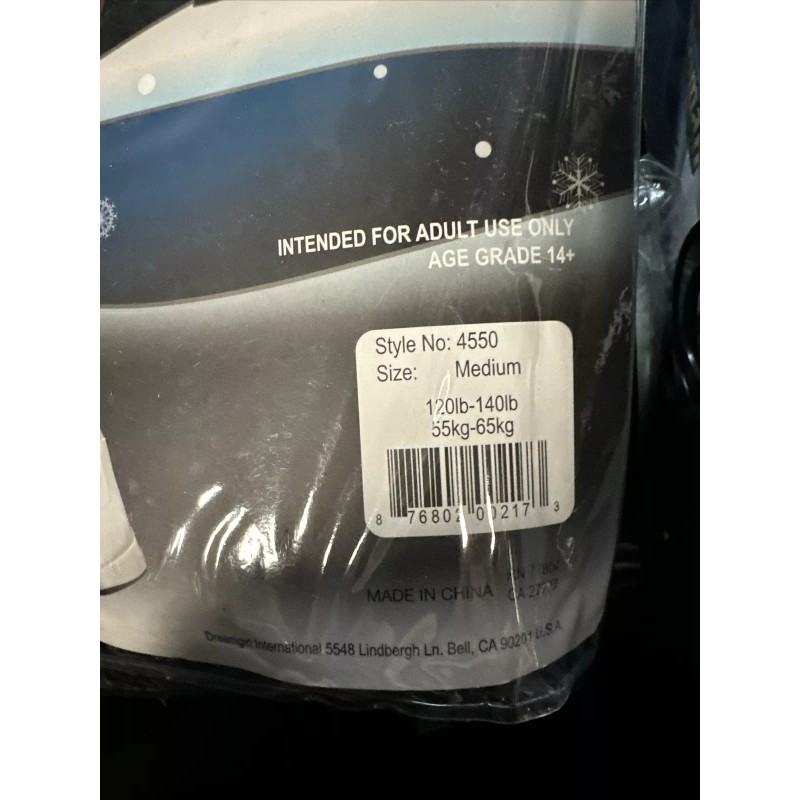 INTENDED FOR ADULT USE ONLY
AGE GRADE 14+
Style No: 4550
Size: Medium
120lb-140lb
55kg-65kg
8 76802 00217 3
MADE IN CHINA
Dreamgirl International 5548 Lindbergh Ln. Bell, CA 90201 U.S.A